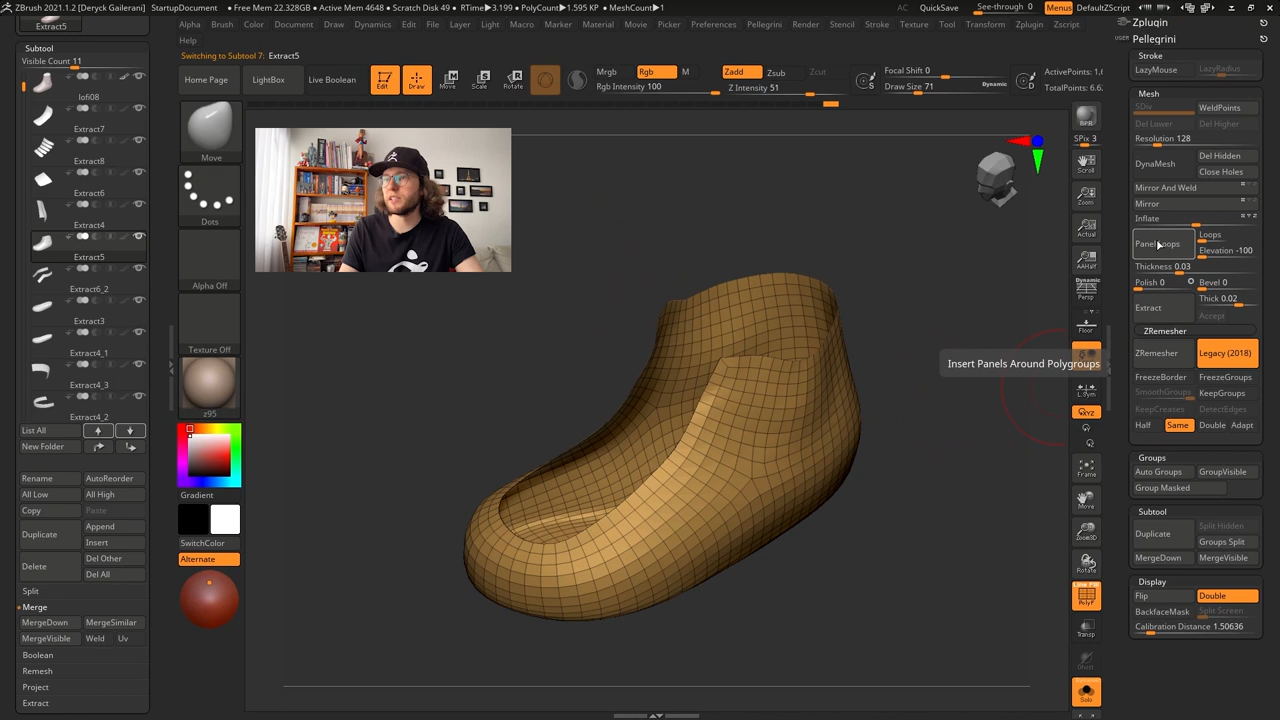 ZBrush 2021.1.2 [Deryck Gailerani] StartupDocument • Free Mem 22.328GB • Active Mem 4648 • Scratch Disk 49 • RTime▶3.199 • PolyCount▶1.595 KP • MeshCount▶1
AC QuickSave See-through 0 Menus DefaultZScript
Alpha Brush Color Document Draw Dynamics Edit File Layer Light Macro Marker Material Movie Picker Preferences Pellegrini Render Stencil Stroke Texture Tool Transform Zplugin Zscript
Help
Switching to Subtool 7: Extract5
Home Page LightBox Live Boolean
Edit Draw Move Scale Rotate
Mrgb Rgb M
Rgb Intensity 100
Zadd Zsub Zcut
Z Intensity 51
Focal Shift 0
Draw Size 71 Dynamic
S
D
ActivePoints: 1,
TotalPoints: 6.6
Extract5
Subtool
Visible Count 11
lofi08
Extract7
Extract8
Extract6
Extract4
Extract5
Extract6_2
Extract3
Extract4_1
Extract4_3
Extract4_2
List All
New Folder
Rename AutoReorder
All Low All High
Copy Paste
Duplicate Append
Insert
Delete Del Other
Del All
Split
Merge
MergeDown MergeSimilar
MergeVisible Weld Uv
Boolean
Remesh
Project
Extract
Move
Dots
Alpha Off
Texture Off
z95
Gradient
SwitchColor
Alternate
BPR
SPix 3
Scroll
Zoom
Actual
AAHalf
Dynamic
Persp
Floor
L.Sym
XYZ
Frame
Move
Zoom3D
Rotate
Line Fill
PolyF
Transp
Ghost
Dynamic
Solo
Insert Panels Around Polygroups
Zplugin
USER Pellegrini
Stroke
LazyMouse LazyRadius
Mesh
SDiv WeldPoints
Del Lower Del Higher
Resolution 128
DynaMesh Del Hidden
Close Holes
Mirror And Weld
Mirror
Inflate
Panel Loops Loops
Elevation -100
Thickness 0.03
Polish 0 Bevel 0
Extract Thick 0.02
Accept
ZRemesher
ZRemesher Legacy (2018)
FreezeBorder FreezeGroups
SmoothGroups KeepGroups
KeepCreases DetectEdges
Half Same Double Adapt
Groups
Auto Groups GroupVisible
Group Masked
Subtool
Duplicate Split Hidden
Groups Split
MergeDown MergeVisible
Display
Flip Double
BackfaceMask Split Screen
Calibration Distance 1.50636